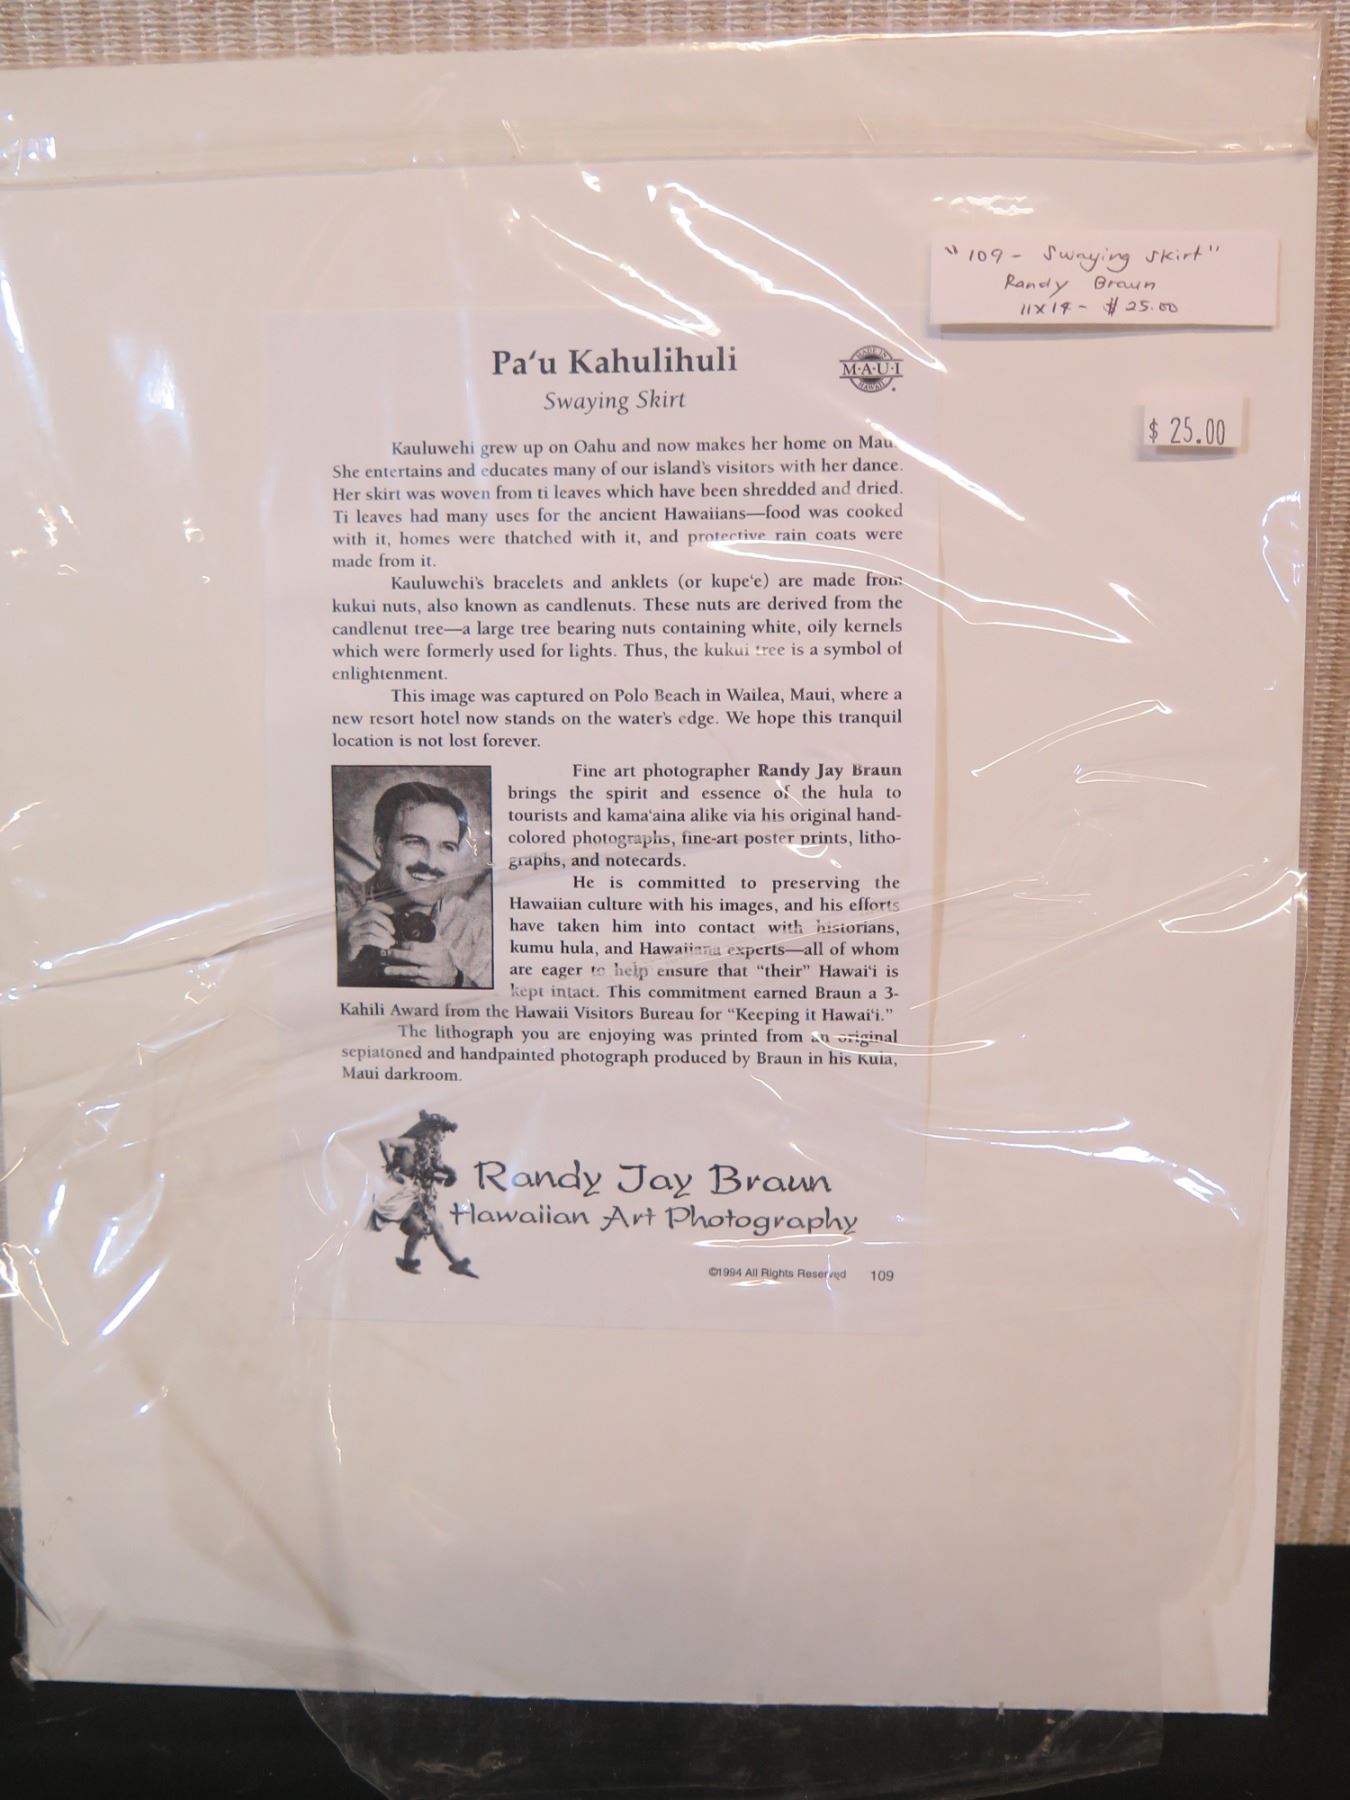 "109 - Swaying Skirt"
Randy Braun
11x14 - $25.00
$ 25.00
Pa‘u Kahulihuli
MADE IN
M·A·U·I
HAWAII
Swaying Skirt
Kauluwehi grew up on Oahu and now makes her home on Maui.
She entertains and educates many of our island's visitors with her dance.
Her skirt was woven from ti leaves which have been shredded and dried.
Ti leaves had many uses for the ancient Hawaiians—food was cooked
with it, homes were thatched with it, and protective rain coats were
made from it.
Kauluwehi's bracelets and anklets (or kupe‘e) are made from
kukui nuts, also known as candlenuts. These nuts are derived from the
candlenut tree—a large tree bearing nuts containing white, oily kernels
which were formerly used for lights. Thus, the kukui tree is a symbol of
enlightenment.
This image was captured on Polo Beach in Wailea, Maui, where a
new resort hotel now stands on the water's edge. We hope this tranquil
location is not lost forever.
Fine art photographer Randy Jay Braun
brings the spirit and essence of the hula to
tourists and kama‘aina alike via his original hand-
colored photographs, fine-art poster prints, litho-
graphs, and notecards.
He is committed to preserving the
Hawaiian culture with his images, and his efforts
have taken him into contact with historians,
kumu hula, and Hawaiiana experts—all of whom
are eager to help ensure that “their” Hawai‘i is
kept intact. This commitment earned Braun a 3-
Kahili Award from the Hawaii Visitors Bureau for “Keeping it Hawai‘i.”
The lithograph you are enjoying was printed from an original
sepiatoned and handpainted photograph produced by Braun in his Kula,
Maui darkroom.
Randy Jay Braun
Hawaiian Art Photography
©1994 All Rights Reserved 109